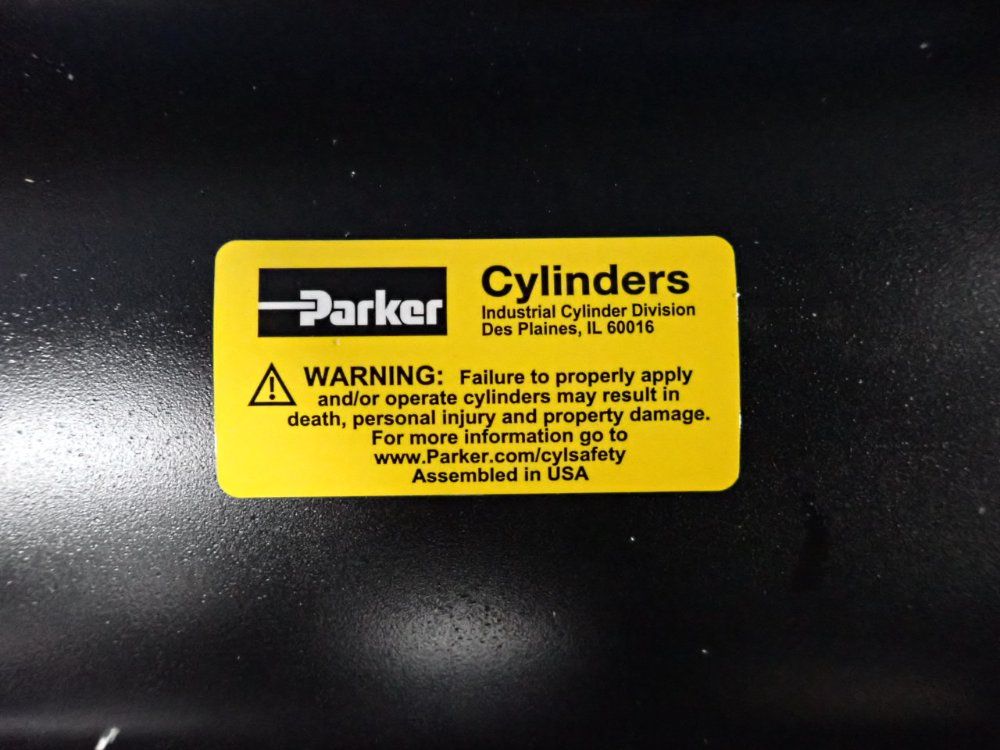 Parker
Cylinders
Industrial Cylinder Division
Des Plaines, IL 60016
WARNING: Failure to properly apply
and/or operate cylinders may result in
death, personal injury and property damage.
For more information go to
www.Parker.com/cylsafety
Assembled in USA